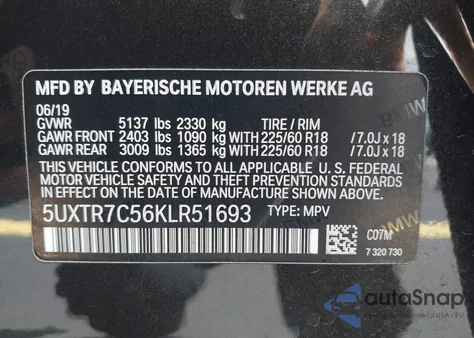 MFD BY BAYERISCHE MOTOREN WERKE AG
06/19
GVWR 5137 lbs 2330 kg TIRE / RIM
GAWR FRONT 2403 lbs 1090 kg WITH 225/60 R18 /7.0J x 18
GAWR REAR 3009 lbs 1365 kg WITH 225/60 R18 /7.0J x 18
THIS VEHICLE CONFORMS TO ALL APPLICABLE U. S. FEDERAL
MOTOR VEHICLE SAFETY, BUMPER, AND THEFT PREVENTION STANDARDS
IN EFFECT ON THE DATE OF MANUFACTURE SHOWN ABOVE.
5UXTR7C56KLR51693 TYPE: MPV
C07M
7 320 730
autoSnap